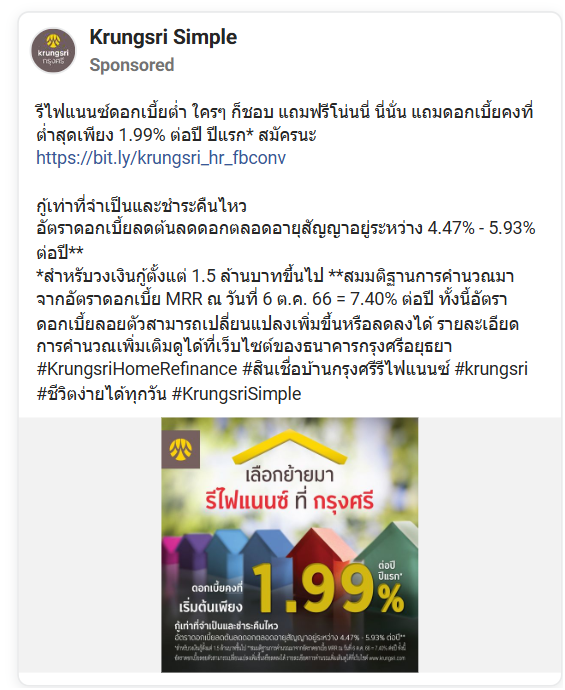 Krungsri Simple
Sponsored
krungsri
กรุงศรี
รีไฟแนนซ์ดอกเบี้ยต่ำ ใครๆ ก็ชอบ แถมฟรีโน่นนี่ นี่นั่น แถมดอกเบี้ยคงที่
ต่ำสุดเพียง 1.99% ต่อปี ปีแรก* สมัครนะ
https://bit.ly/krungsri_hr_fbconv
กู้เท่าที่จำเป็นและชำระคืนไหว
อัตราดอกเบี้ยลดต้นลดดอกตลอดอายุสัญญาอยู่ระหว่าง 4.47% - 5.93%
ต่อปี**
*สำหรับวงเงินกู้ตั้งแต่ 1.5 ล้านบาทขึ้นไป **สมมติฐานการคำนวณมา
จากอัตราดอกเบี้ย MRR ณ วันที่ 6 ต.ค. 66 = 7.40% ต่อปี ทั้งนี้อัตรา
ดอกเบี้ยลอยตัวสามารถเปลี่ยนแปลงเพิ่มขึ้นหรือลดลงได้ รายละเอียด
การคำนวณเพิ่มเติมดูได้ที่เว็บไซต์ของธนาคารกรุงศรีอยุธยา
#KrungsriHomeRefinance #สินเชื่อบ้านกรุงศรีรีไฟแนนซ์ #krungsri
#ชีวิตง่ายได้ทุกวัน #KrungsriSimple
เลือกย้ายมา
รีไฟแนนซ์ ที่ กรุงศรี
ดอกเบี้ยคงที่
เริ่มต้นเพียง
1.99%
ต่อปี
ปีแรก*
กู้เท่าที่จำเป็นและชำระคืนไหว
อัตราดอกเบี้ยลดต้นลดดอกตลอดอายุสัญญาอยู่ระหว่าง 4.47% - 5.93% ต่อปี**